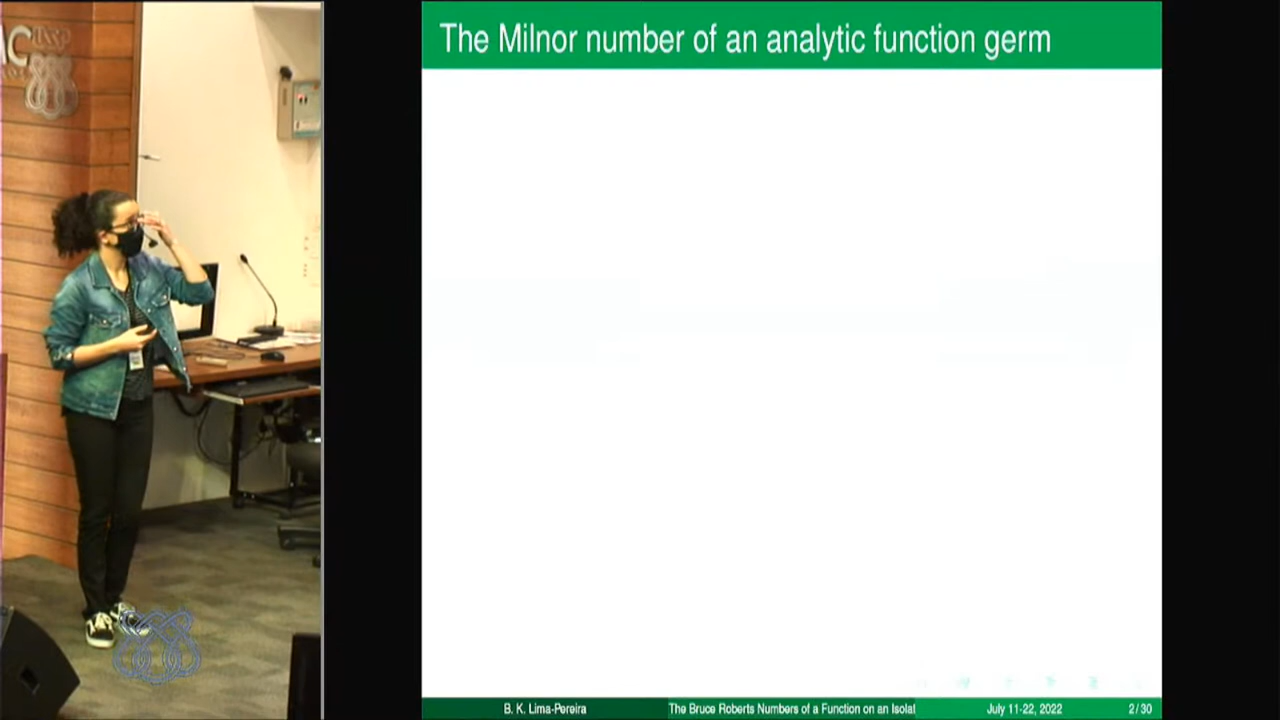 The Milnor number of an analytic function germ
B. K. Lima-Pereira
The Bruce Roberts Numbers of a Function on an Isolat
July 11-22, 2022
2 / 30